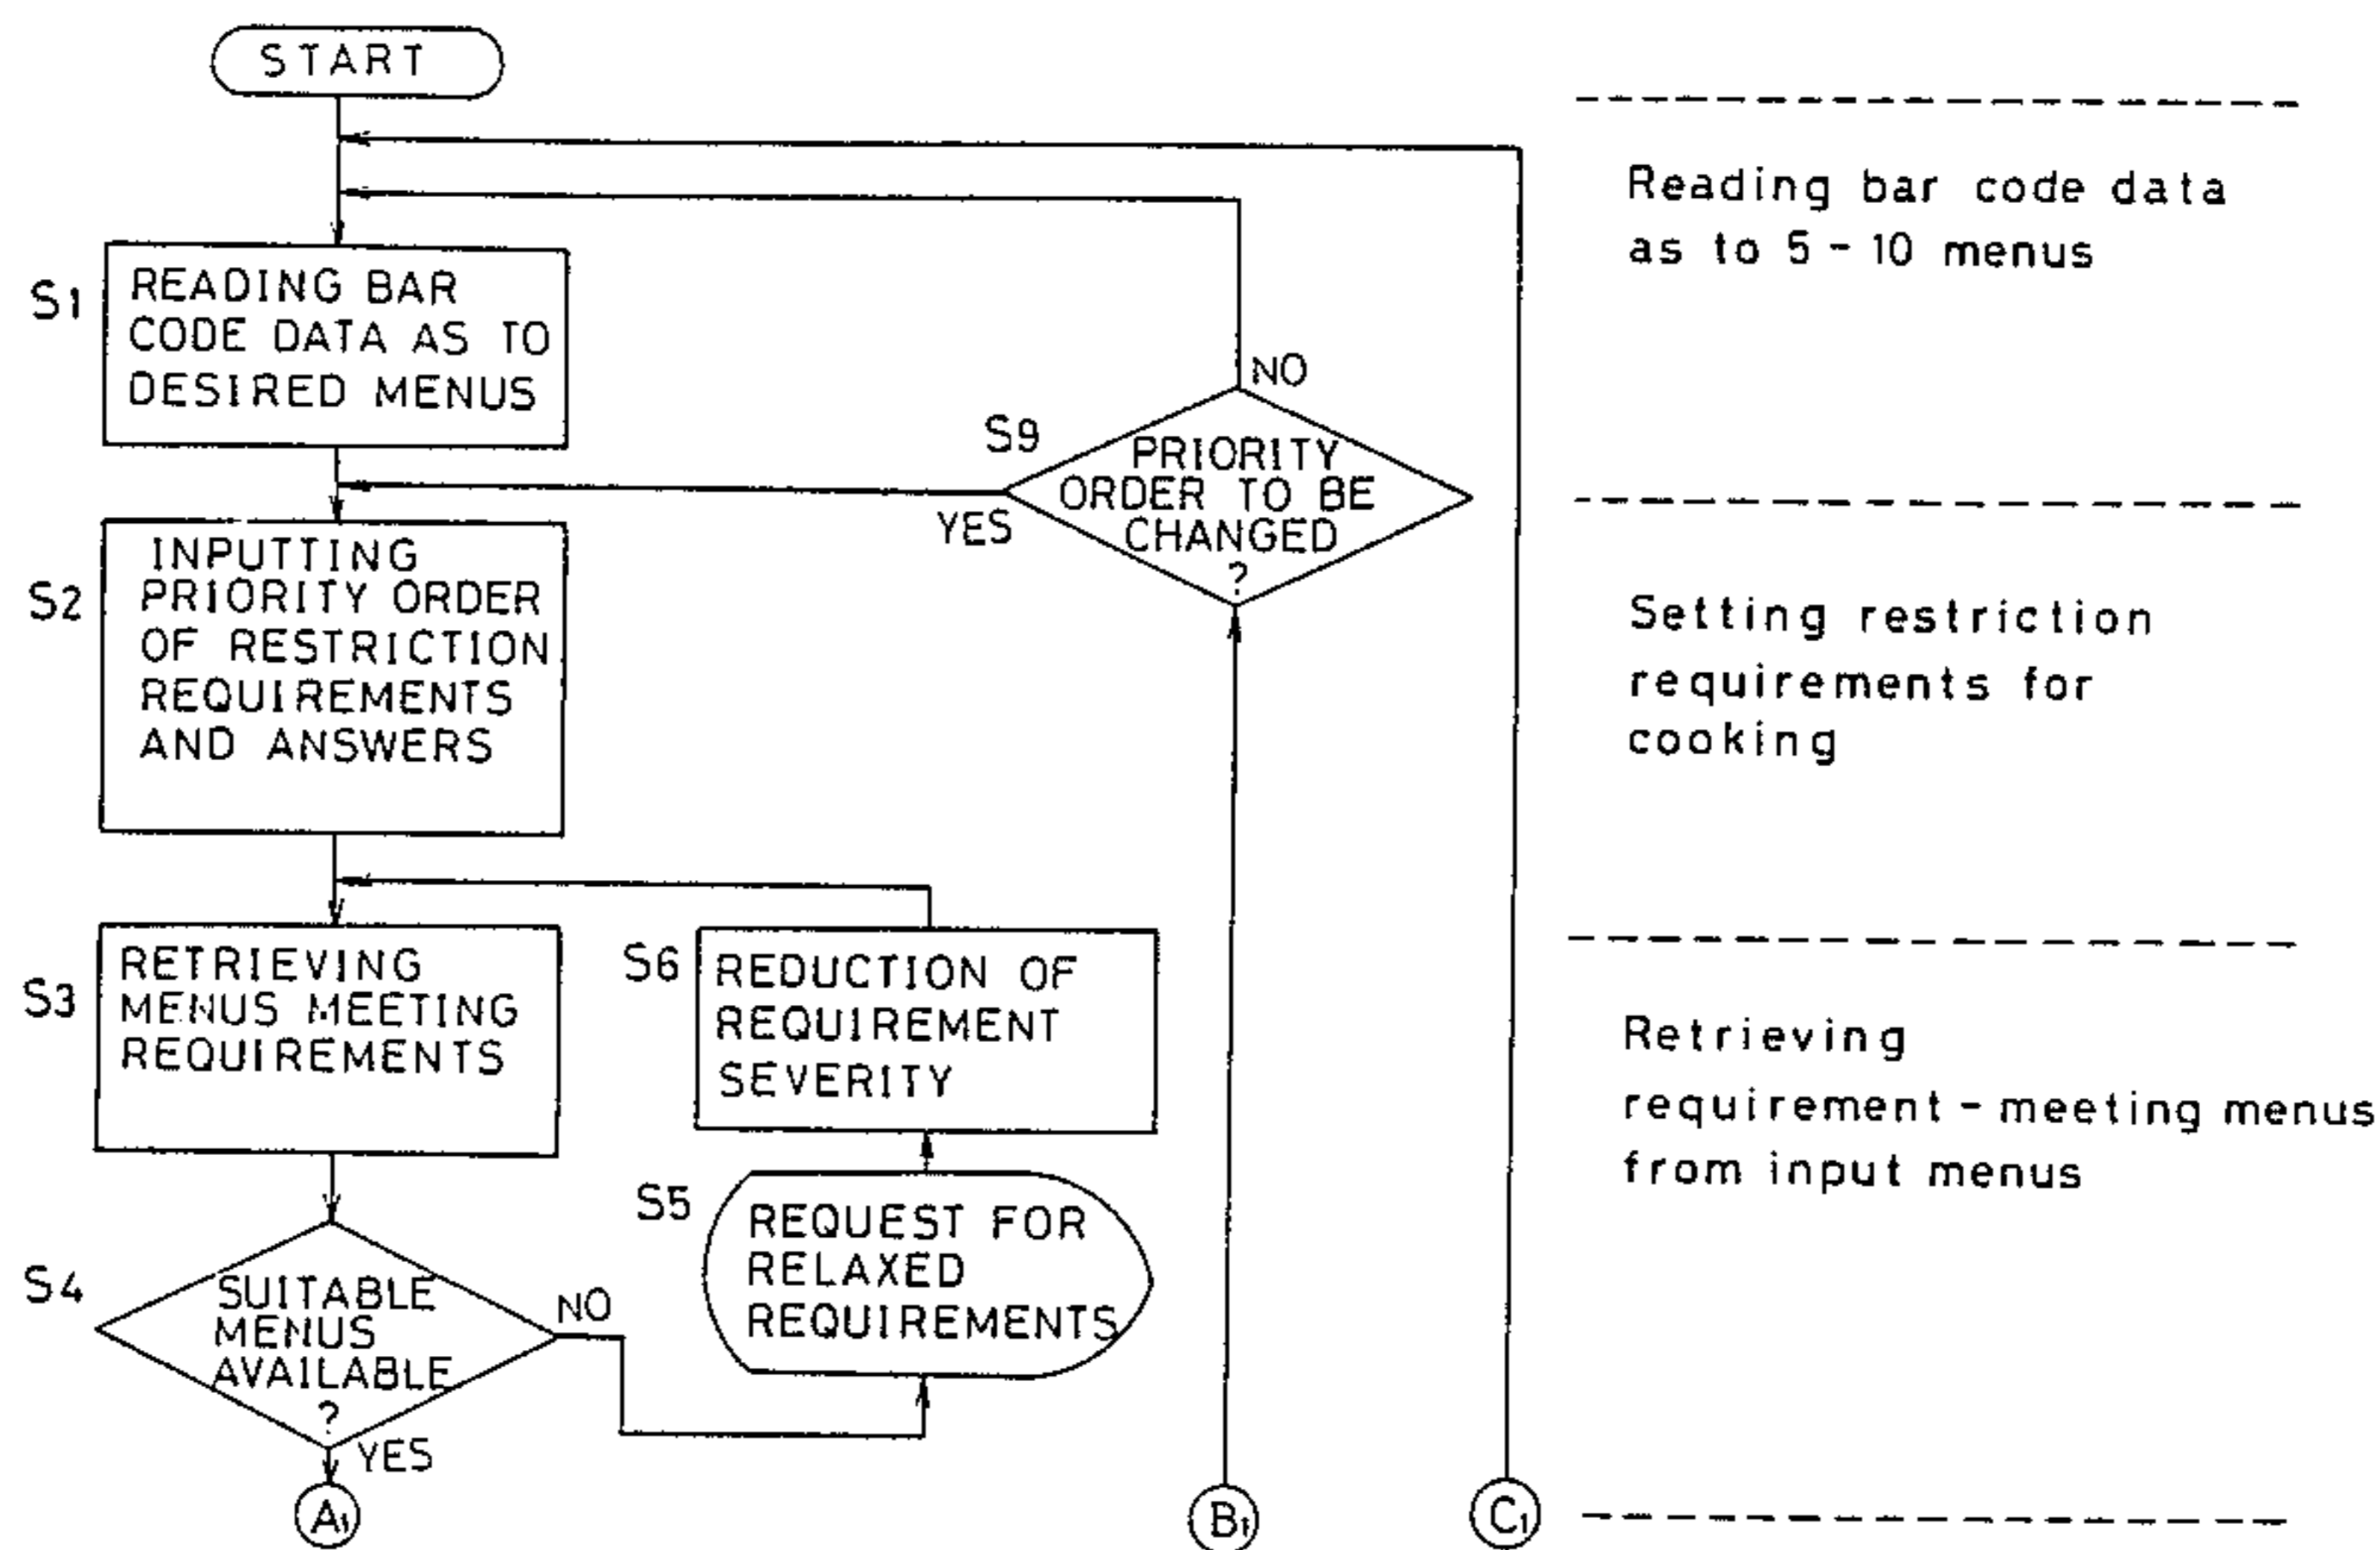 START
S1
READING BAR
CODE DATA AS TO
DESIRED MENUS
S2
INPUTTING
PRIORITY ORDER
OF RESTRICTION
REQUIREMENTS
AND ANSWERS
S3
RETRIEVING
MENUS MEETING
REQUIREMENTS
S4
SUITABLE
MENUS
AVAILABLE
?
NO
YES
A1
S5
REQUEST FOR
RELAXED
REQUIREMENTS
S6
REDUCTION OF
REQUIREMENT
SEVERITY
S9
PRIORITY
ORDER TO BE
CHANGED
?
NO
YES
B1
C1
Reading bar code data
as to 5-10 menus
Setting restriction
requirements for
cooking
Retrieving
requirement-meeting menus
from input menus